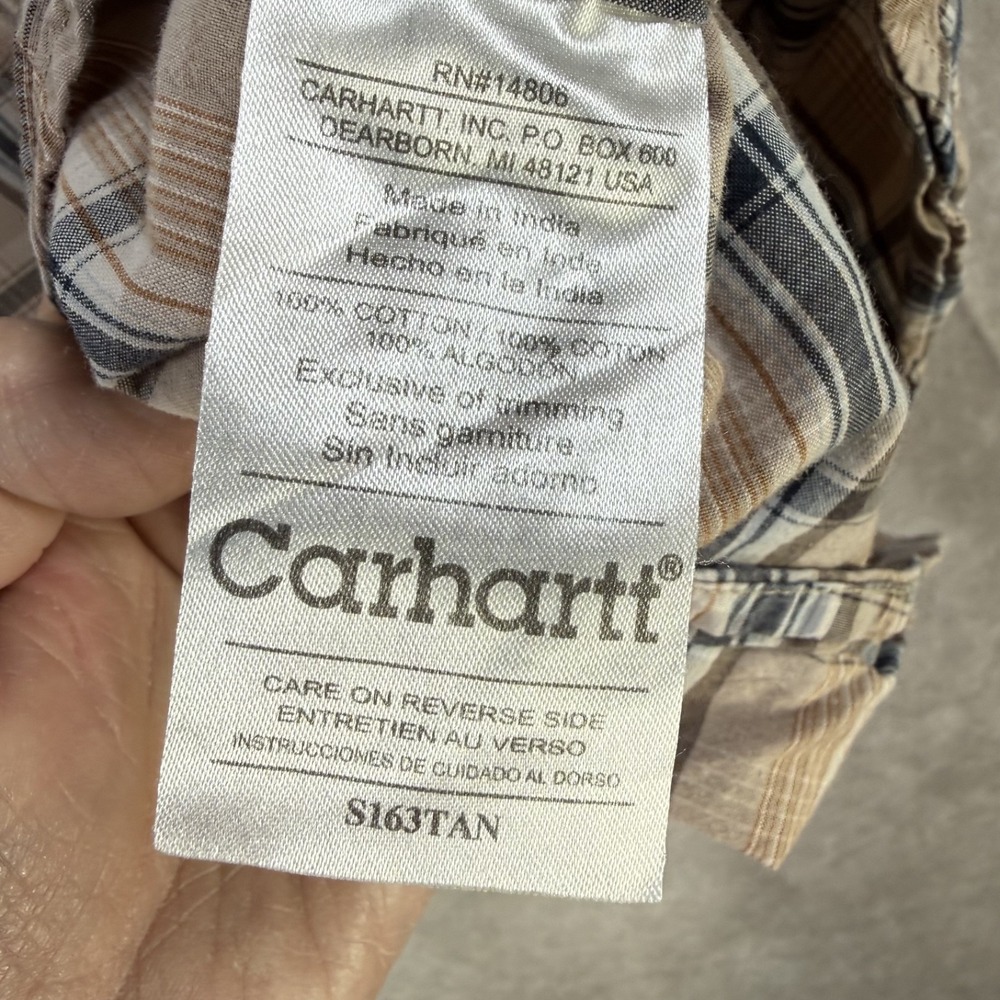 RN#14806
CARHARTT, INC, P.O. BOX 600
DEARBORN, MI 48121 USA
Made in India
Fabriqué en Inde
Hecho en la India
100% COTTON / 100% COTON
100% ALGODON
Exclusive of trimming
Sans garniture.
Sin Incluir adorno
Carhartt®
CARE ON REVERSE SIDE
ENTRETIEN AU VERSO
INSTRUCCIONES DE CUIDADO AL DORSO
S163TAN